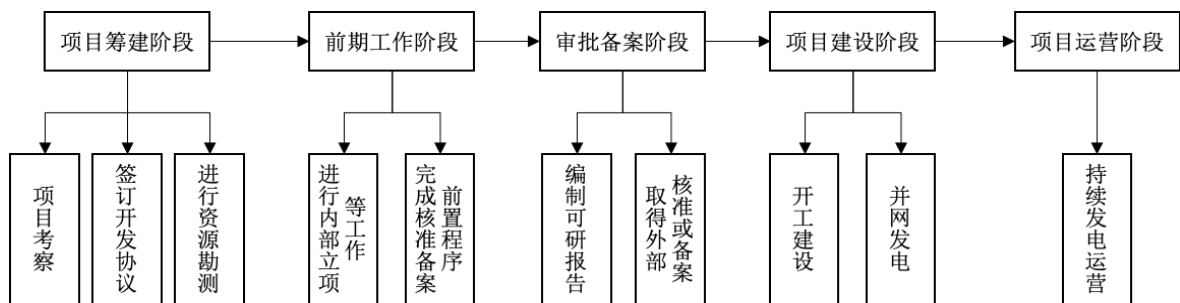 项目筹建阶段
前期工作阶段
审批备案阶段
项目建设阶段
项目运营阶段
项目考察
签订开发协议
进行资源勘测
进行内部立项
等工作
完成核准备案
前置程序
编制可研报告
取得外部
核准或备案
开工建设
并网发电
持续发电运营